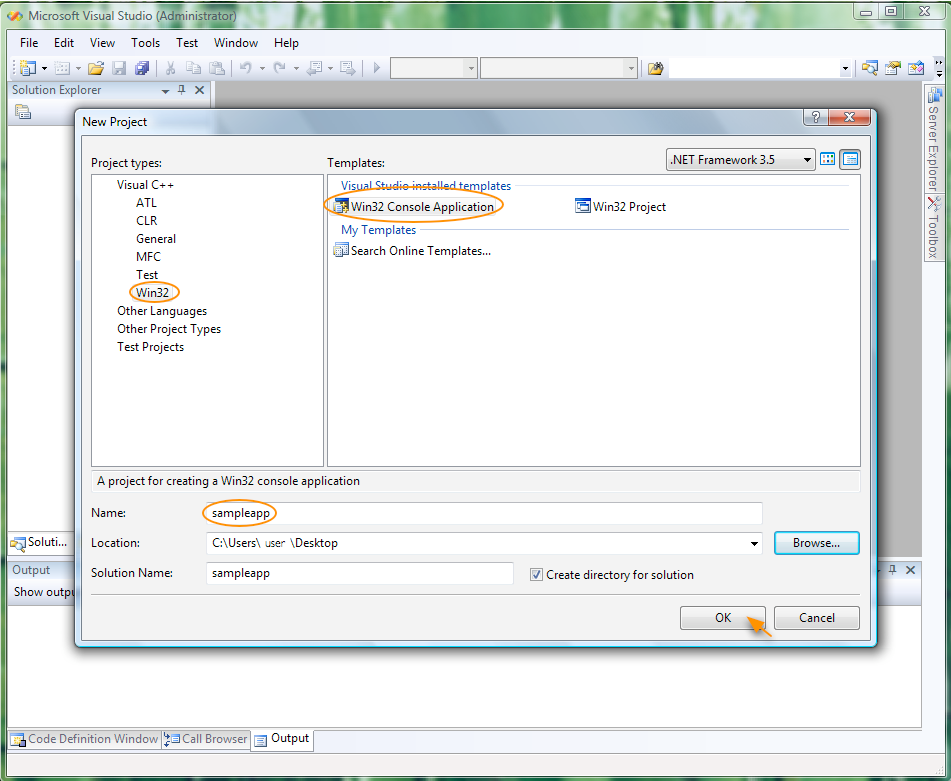 Microsoft Visual Studio (Administrator)
File Edit View Tools Test Window Help
Solution Explorer
New Project
Project types:
Templates:
.NET Framework 3.5
Visual C++
ATL
CLR
General
MFC
Test
Win32
Other Languages
Other Project Types
Test Projects
Visual Studio installed templates
Win32 Console Application
Win32 Project
My Templates
Search Online Templates...
A project for creating a Win32 console application
Name:
sampleapp
Location:
C:\Users\ user \Desktop
Browse...
Solution Name:
sampleapp
Create directory for solution
OK
Cancel
Server Explorer
Toolbox
Soluti...
Output
Show outpu
Code Definition Window
Call Browser
Output